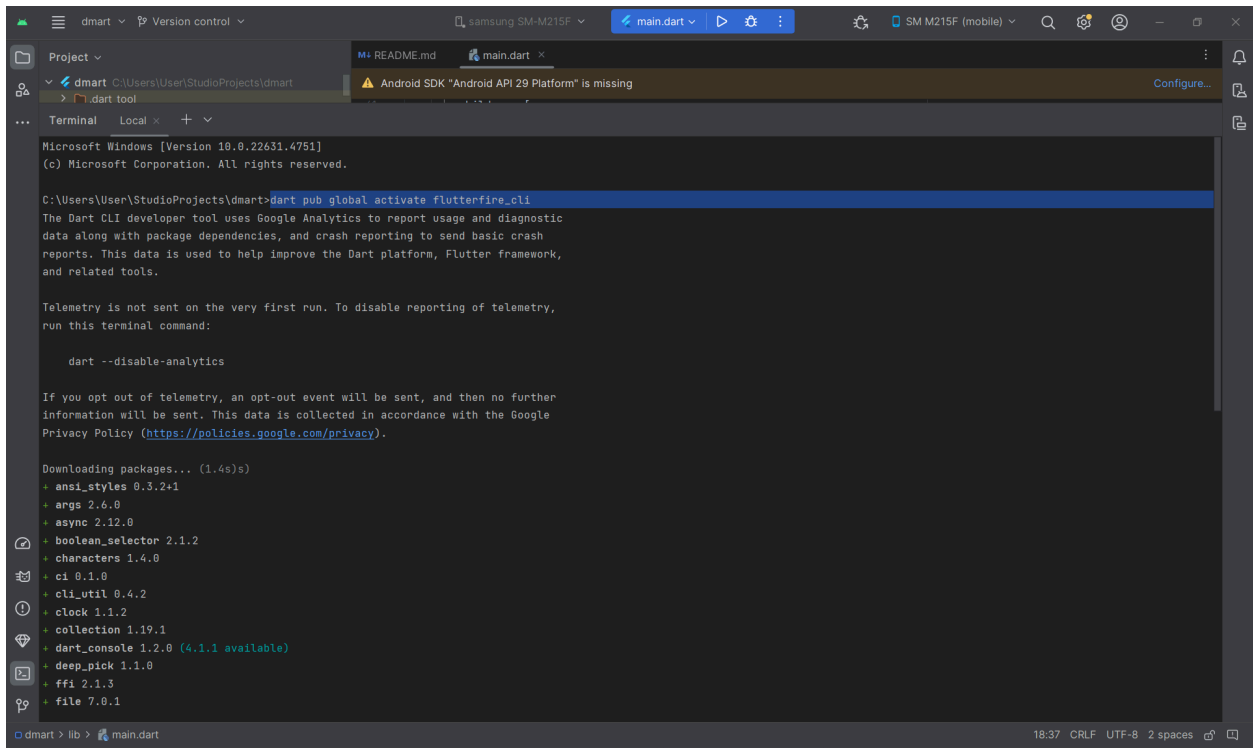 dmart
Version control
samsung SM-M215F
main.dart
SM M215F (mobile)
Project
README.md
main.dart
dmart C:\Users\User\StudioProjects\dmart
.dart_tool
Android SDK "Android API 29 Platform" is missing
Configure...
Terminal
Local
Microsoft Windows [Version 10.0.22631.4751]
(c) Microsoft Corporation. All rights reserved.
C:\Users\User\StudioProjects\dmart>dart pub global activate flutterfire_cli
The Dart CLI developer tool uses Google Analytics to report usage and diagnostic
data along with package dependencies, and crash reporting to send basic crash
reports. This data is used to help improve the Dart platform, Flutter framework,
and related tools.
Telemetry is not sent on the very first run. To disable reporting of telemetry,
run this terminal command:
dart --disable-analytics
If you opt out of telemetry, an opt-out event will be sent, and then no further
information will be sent. This data is collected in accordance with the Google
Privacy Policy (https://policies.google.com/privacy).
Downloading packages... (1.4s)s)
+ ansi_styles 0.3.2+1
+ args 2.6.0
+ async 2.12.0
+ boolean_selector 2.1.2
+ characters 1.4.0
+ ci 0.1.0
+ cli_util 0.4.2
+ clock 1.1.2
+ collection 1.19.1
+ dart_console 1.2.0 (4.1.1 available)
+ deep_pick 1.1.0
+ ffi 2.1.3
+ file 7.0.1
dmart > lib > main.dart
18:37 CRLF UTF-8 2 spaces